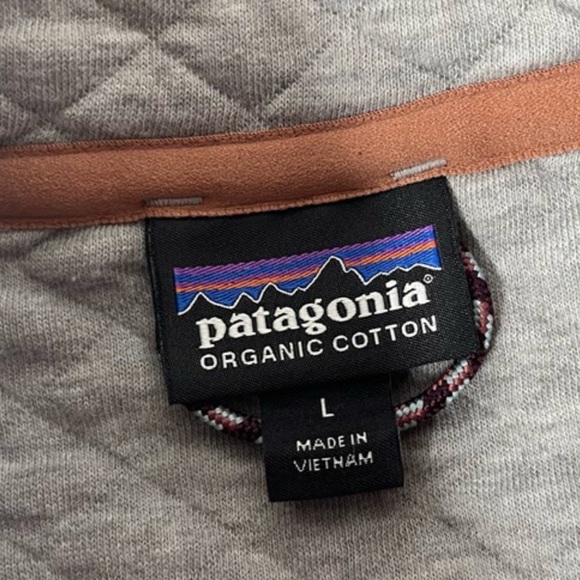 patagonia®
ORGANIC COTTON
L
MADE IN
VIETNAM